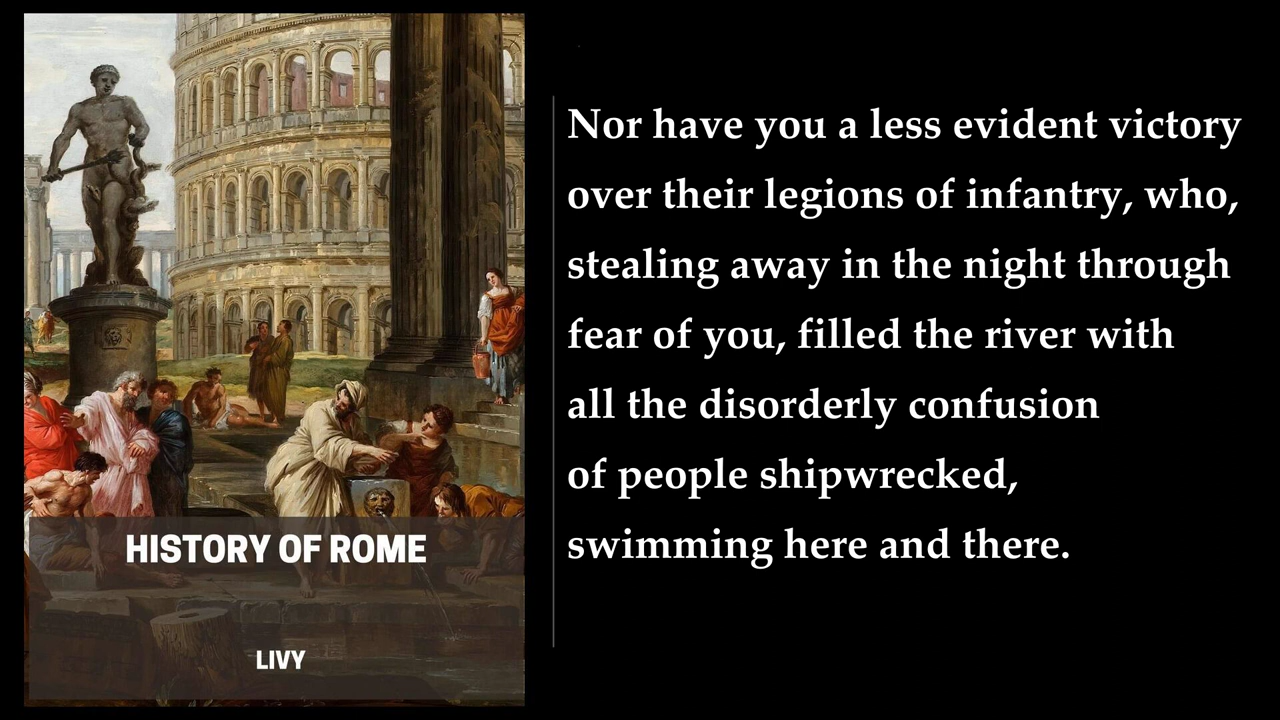 HISTORY OF ROME
LIVY
Nor have you a less evident victory
over their legions of infantry, who,
stealing away in the night through
fear of you, filled the river with
all the disorderly confusion
of people shipwrecked,
swimming here and there.